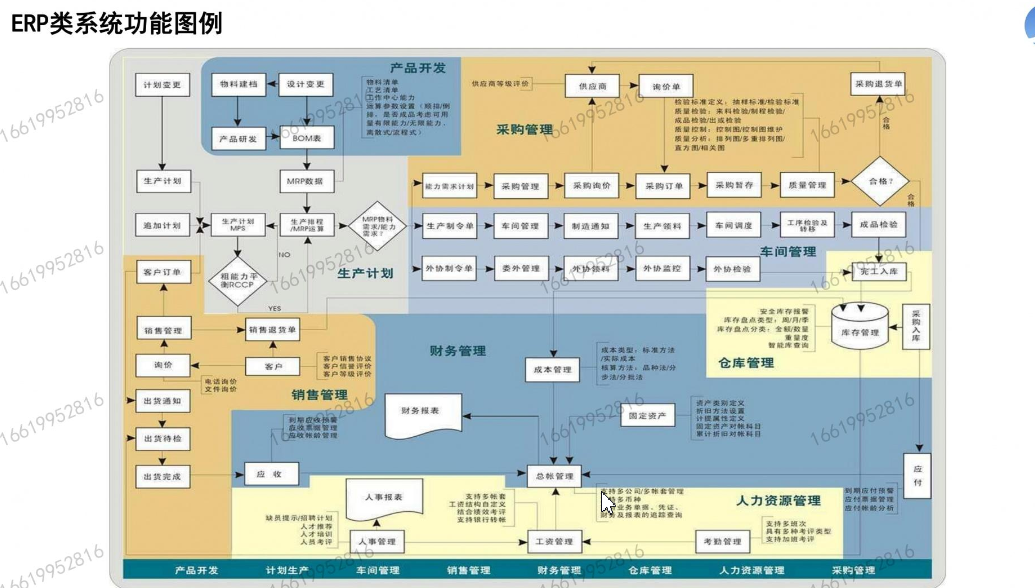 ERP类系统功能图例
产品开发
计划变更
物料建档
设计变更
物料清单
工艺清单
工作中心能力
运算参数设置（顺排/倒
排，是否成品考虑可用
量有限能力/无限能力，
离散式/流程式）
产品研发
BOM表
供应商等级评价
供应商
询价单
采购退货单
采购管理
检验标准定义：抽样标准/检验标准
质量检验：来料检验/制程检验/
成品检验/出或检验
质量控制：控制图/控制图维护
质量分析：排列图/多重排列图/
直方图/相关图
合格
生产计划
MRP数据
能力需求计划
采购管理
采购询价
采购订单
采购暂存
质量管理
合格？
合格
追加计划
生产计划
MPS
生产排程
/MRP运算
MRP物料
需求/能力
需求？
生产制令单
车间管理
制造通知
生产领料
车间调度
工序检验及
转移
成品检验
NO
生产计划
车间管理
客户订单
粗能力平
衡RCCP
YES
外协制令单
委外管理
外协领料
外协监控
外协检验
完工入库
销售管理
销售退货单
安全库存报警
库存盘点类型：周/月/季
库存盘点分类：金额/数量
重量度
智能库查询
库存管理
采购入库
仓库管理
询价
客户
客户销售协议
客户信誉评价
客户等级评价
电话询价
文件询价
销售管理
财务管理
成本管理
成本类型：标准方法
/实际成本
核算方法：品种法/分
步法/分批法
出货通知
到期应收预警
应收票据管理
应收帐龄管理
财务报表
固定资产
资产类别定义
折旧方法设置
计提属性定义
固定资产对帐科目
累计折旧对帐科目
出货待检
出货完成
应 收
总帐管理
应付
支持多公司/多帐套管理
多币种
业务单据、凭证、
及报表的追踪查询
到期应付预警
应付票据管理
应付帐龄分析
人力资源管理
人事报表
支持多帐套
工资结构自定义
结合绩效考评
支持银行转帐
缺员提示/招聘计划
人才推荐
人才培训
人员考评
人事管理
工资管理
考勤管理
支持多班次
具有多种考评类型
支持加班考评
产品开发 计划生产 车间管理 销售管理 财务管理 仓库管理 人力资源管理 采购管理
16619952816
16619952816
16619952816
16619952816
16619952816
16619952816
16619952816
16619952816
16619952816
16619952816
16619952816
16619952816